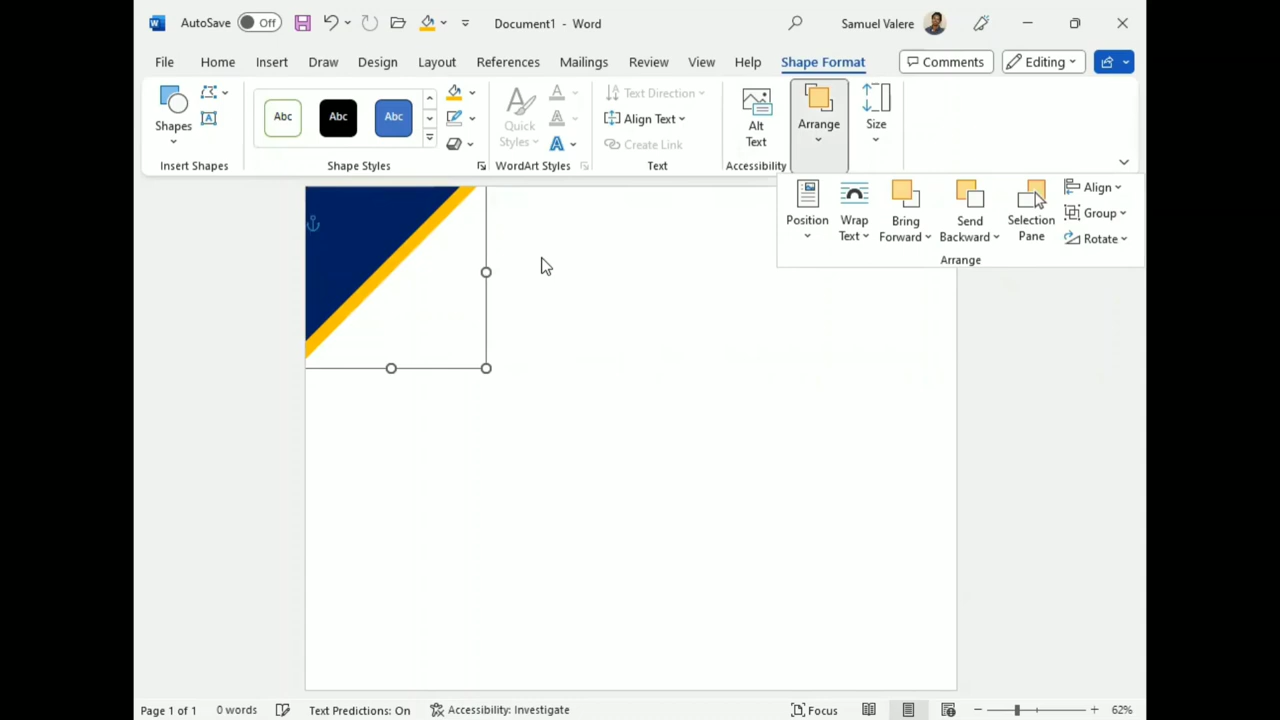 AutoSave Off Document1 - Word Samuel Valere
File Home Insert Draw Design Layout References Mailings Review View Help Shape Format Comments Editing
Shapes
Insert Shapes
Abc Abc Abc
Shape Styles
Quick
Styles
WordArt Styles
Text Direction
Align Text
Create Link
Text
Alt
Text
Accessibility
Arrange
Size
Position
Wrap
Text
Bring
Forward
Send
Backward
Selection
Pane
Align
Group
Rotate
Arrange
Page 1 of 1 0 words Text Predictions: On Accessibility: Investigate Focus 62%